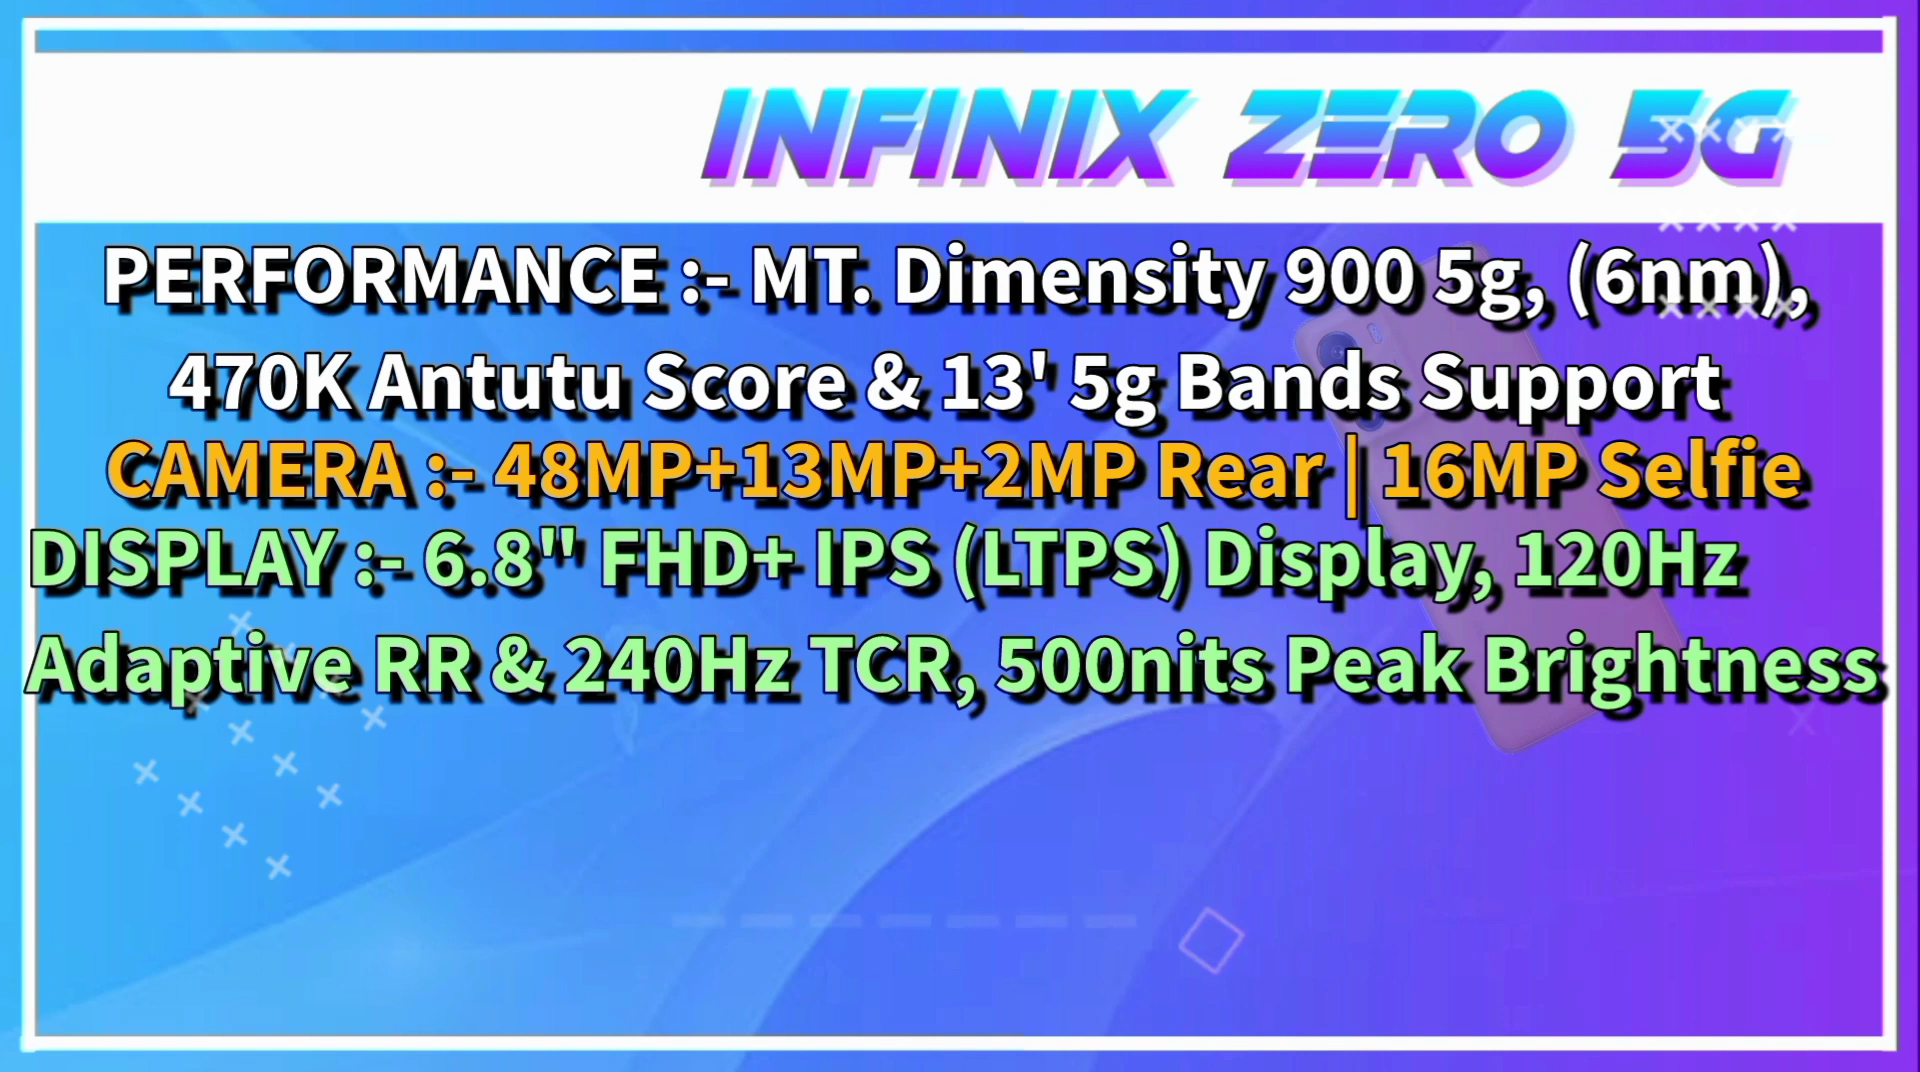 INFINIX ZERO 5G
PERFORMANCE :- MT. Dimensity 900 5g, (6nm),
470K Antutu Score & 13' 5g Bands Support
CAMERA :- 48MP+13MP+2MP Rear | 16MP Selfie
DISPLAY :- 6.8" FHD+ IPS (LTPS) Display, 120Hz
Adaptive RR & 240Hz TCR, 500nits Peak Brightness